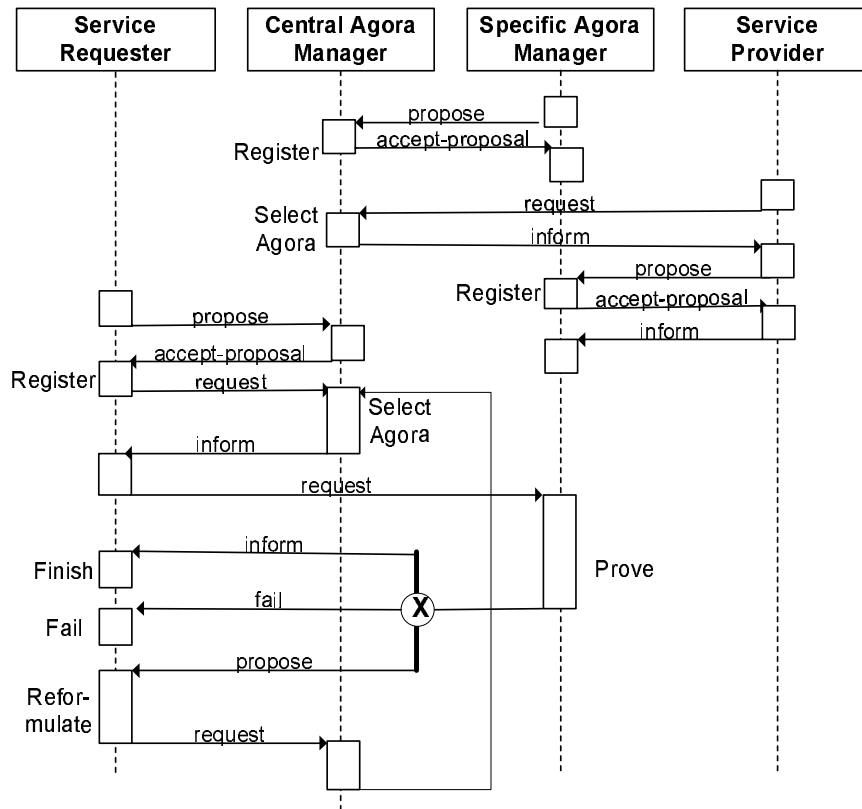 Service
Requester
Central Agora
Manager
Specific Agora
Manager
Service
Provider
propose
accept-proposal
Register
request
Select
Agora
inform
propose
Register
accept-proposal
inform
propose
accept-proposal
Register
request
Select
Agora
inform
request
inform
Finish
Prove
fail
X
Fail
propose
Refor-
mulate
request